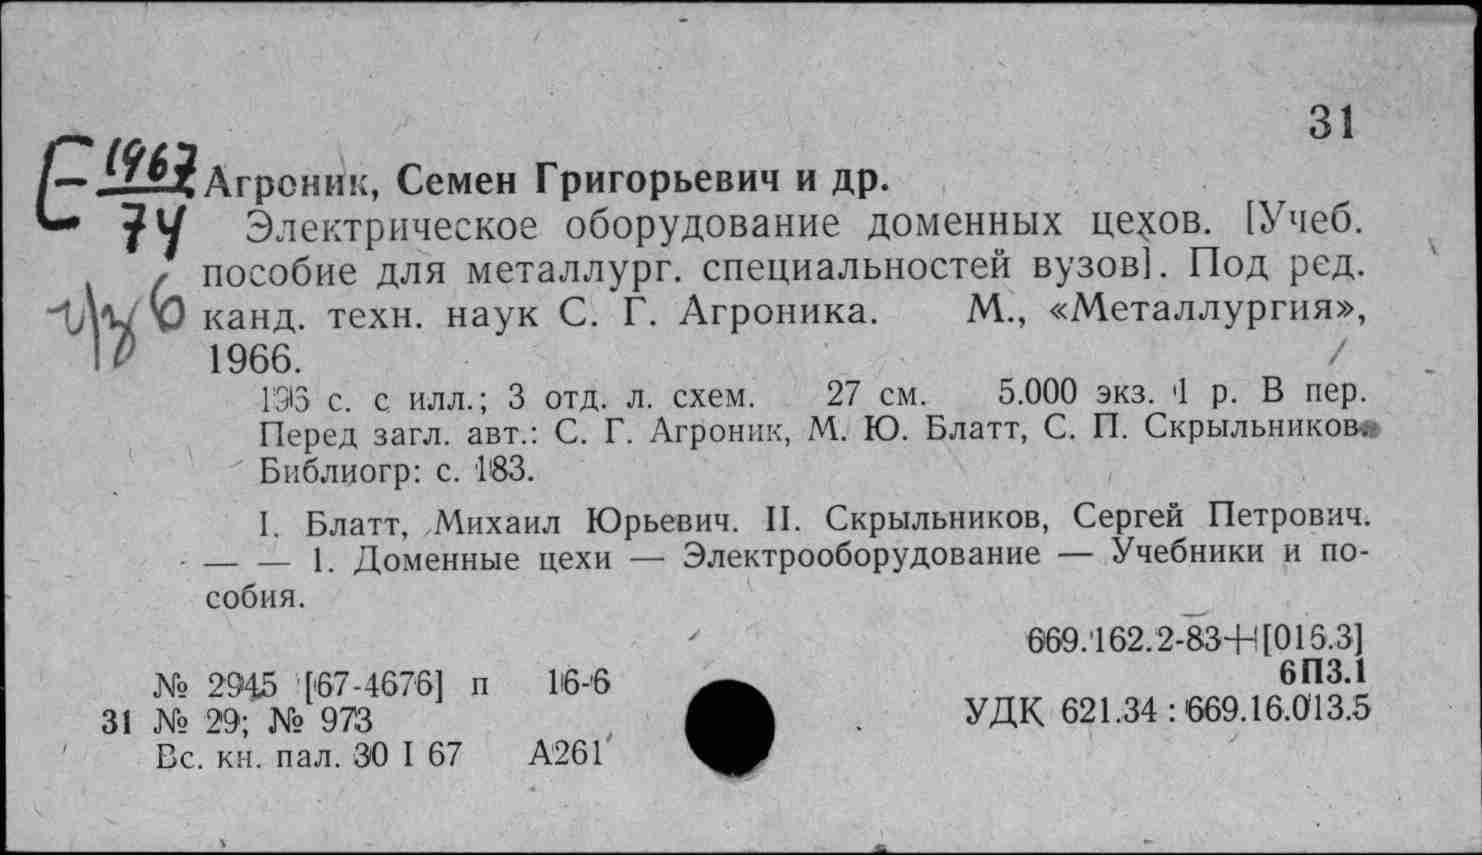 31
Е-1967
74
Агроник, Семен Григорьевич и др.
Электрическое оборудование доменных цехов. [Учеб.
пособие для металлург. специальностей вузов]. Под ред.
канд. техн. наук С. Г. Агроника. М., «Металлургия»,
1966.
с. с илл.; 3 отд. л. схем. 27 см. 5.000 экз. 1 р. В пер.
Перед загл. авт.: С. Г. Агроник, М. Ю. Блатт, С. П. Скрыльников.
Библиогр: с. 183.
I. Блатт, Михаил Юрьевич. II. Скрыльников, Сергей Петрович.
— — 1. Доменные цехи — Электрооборудование — Учебники и по-
собия.
669.162.2-83+[016.3]
6П3.1
№ 2945 [67-4676] п 16-6
31 № 29; № 973
УДК 621.34 : 669.16.013.5
Вс. кн. пал. 30 I 67 А261